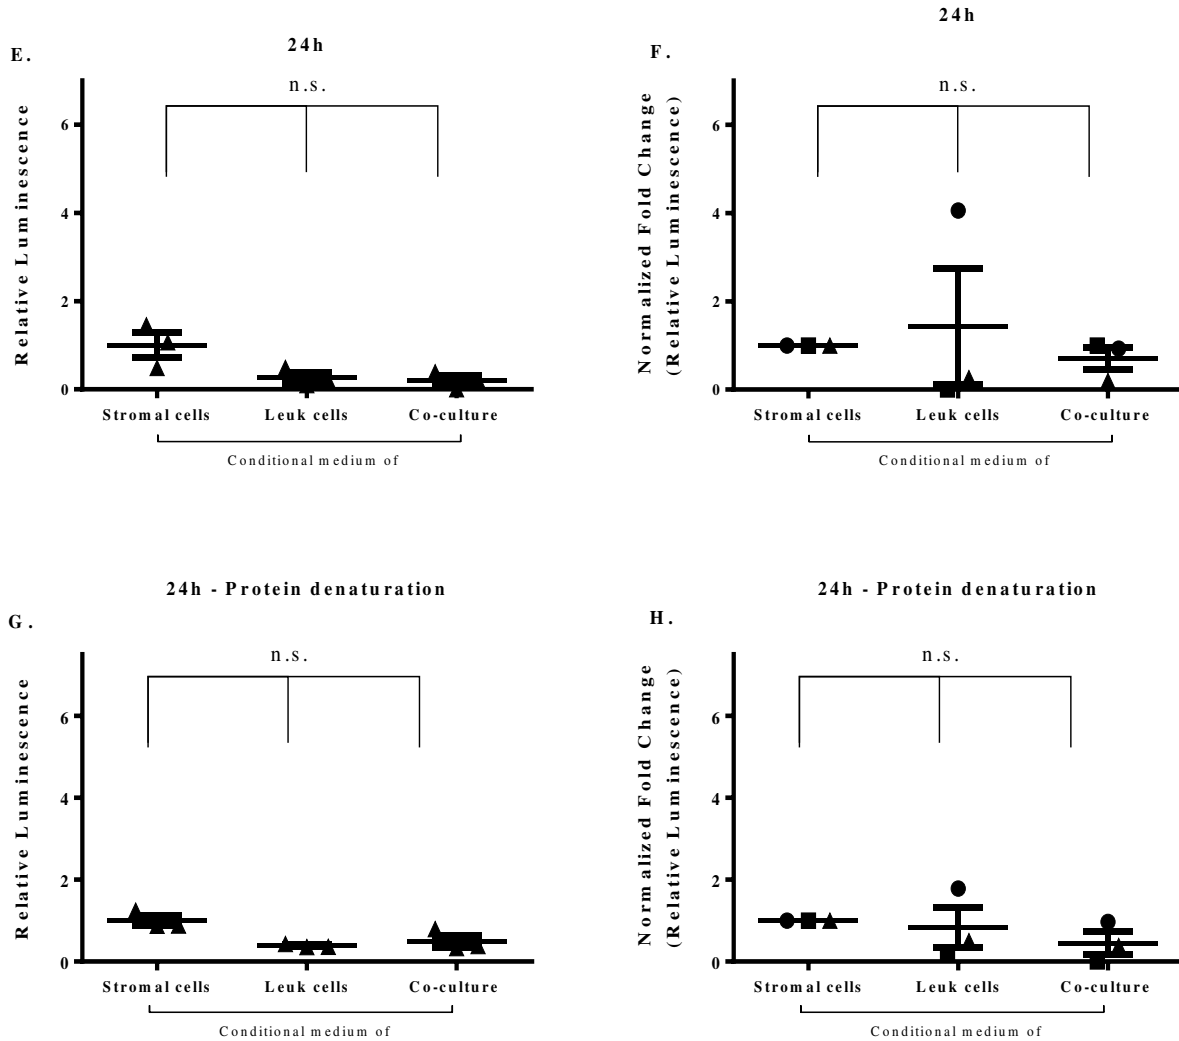 24h
E.
n.s.
Relative Luminescence
6
4
2
0
Stromal cells Leuk cells Co-culture
Conditional medium of
24h
F.
n.s.
Normalized Fold Change
(Relative Luminescence)
6
4
2
0
Stromal cells Leuk cells Co-culture
Conditional medium of
24h - Protein denaturation
G.
n.s.
Relative Luminescence
6
4
2
0
Stromal cells Leuk cells Co-culture
Conditional medium of
24h - Protein denaturation
H.
n.s.
Normalized Fold Change
(Relative Luminescence)
6
4
2
0
Stromal cells Leuk cells Co-culture
Conditional medium of